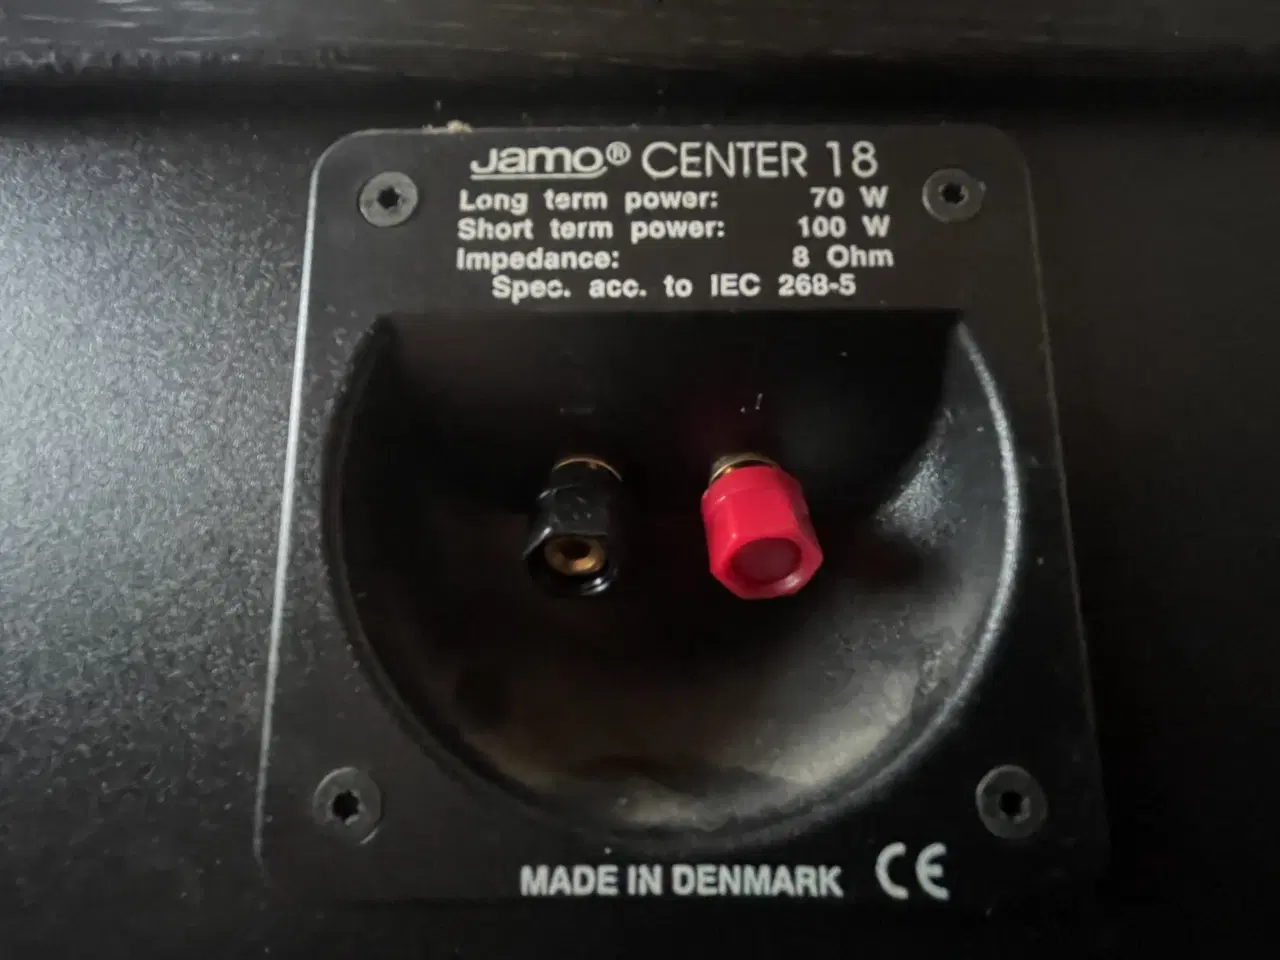 Jamo® CENTER 18
Long term power: 70 W
Short term power: 100 W
Impedance: 8 Ohm
Spec. acc. to IEC 268-5
MADE IN DENMARK CE